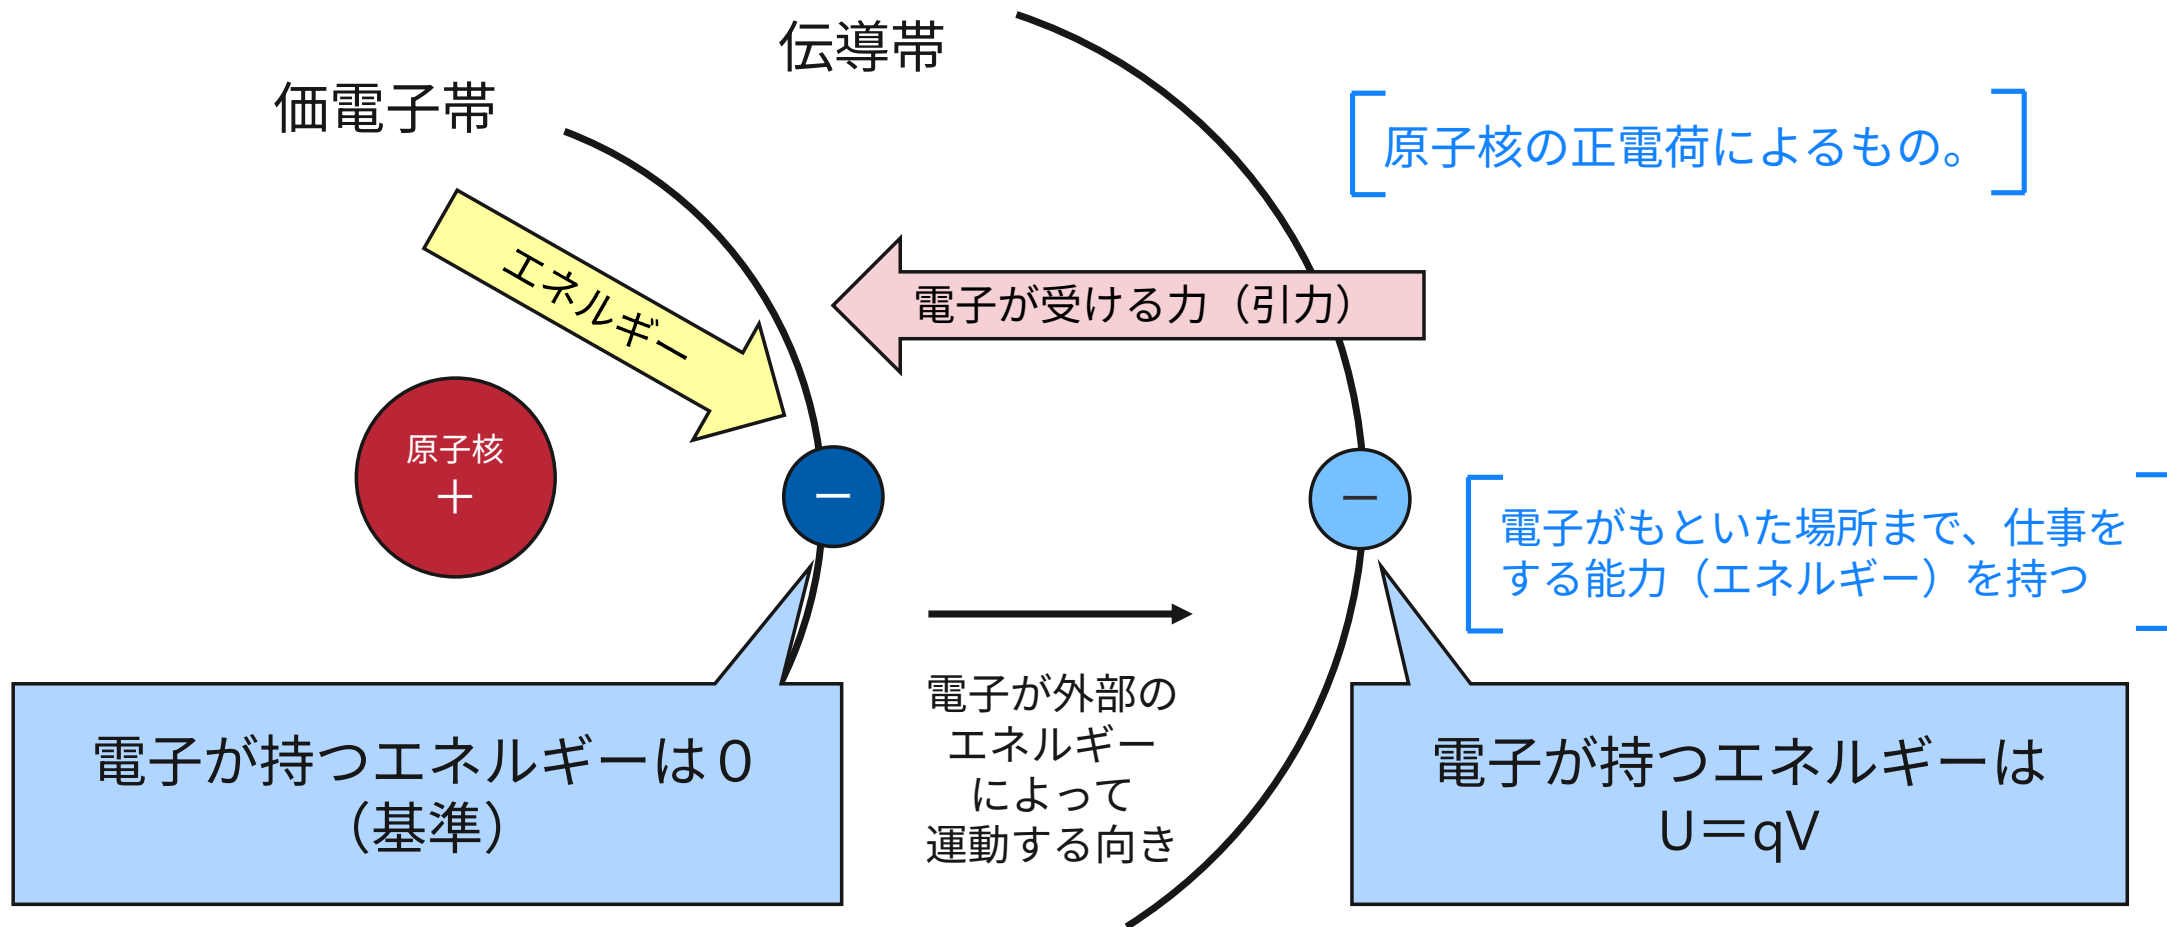 伝導帯
価電子帯
原子核の正電荷によるもの。
エネルギー
電子が受ける力（引力）
原子核
＋
－
－
電子がもといた場所まで、仕事を
する能力（エネルギー）を持つ
電子が外部の
エネルギー
によって
運動する向き
電子が持つエネルギーは０
（基準）
電子が持つエネルギーは
U＝qV